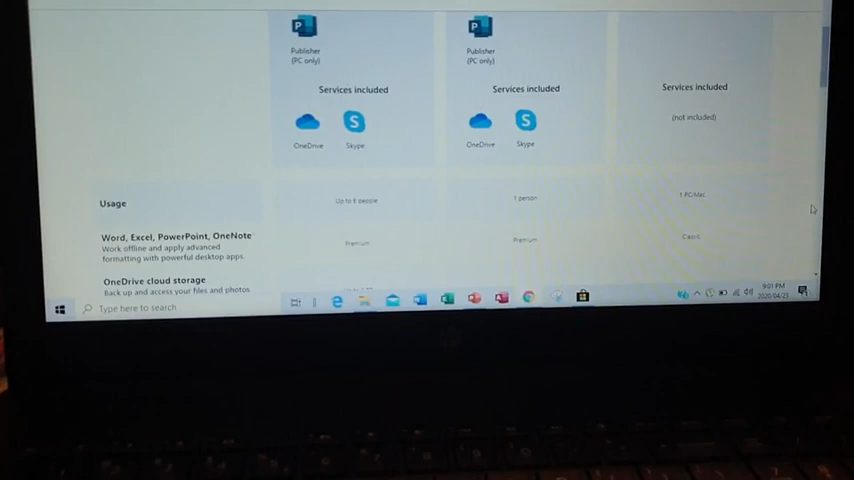 Publisher
(PC only)
Publisher
(PC only)
Services included
Services included
Services included
(not included)
OneDrive
Skype
OneDrive
Skype
Usage
Up to 6 people
1 person
1 PC/Mac
Word, Excel, PowerPoint, OneNote
Work offline and apply advanced
formatting with powerful desktop apps.
Premium
Premium
Classic
OneDrive cloud storage
Back up and access your files and photos
Type here to search
9:01 PM
2020/04/23